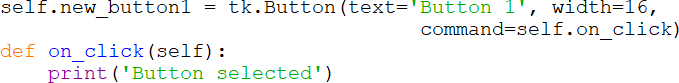 self.new_button1 = tk.Button(text='Button 1', width=16,
                                   command=self.on_click)
def on_click(self):
    print('Button selected')